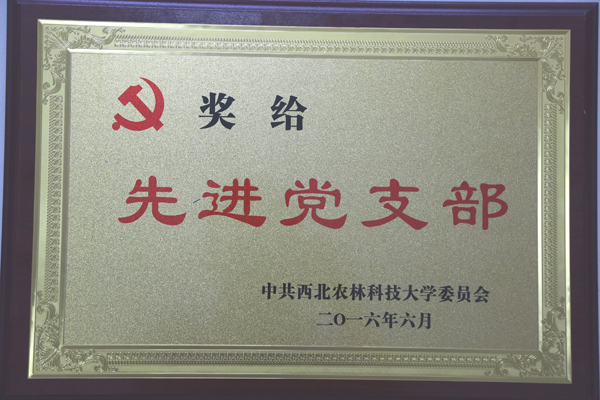 奖给
先进党支部
中共西北农林科技大学委员会
二O一六年六月